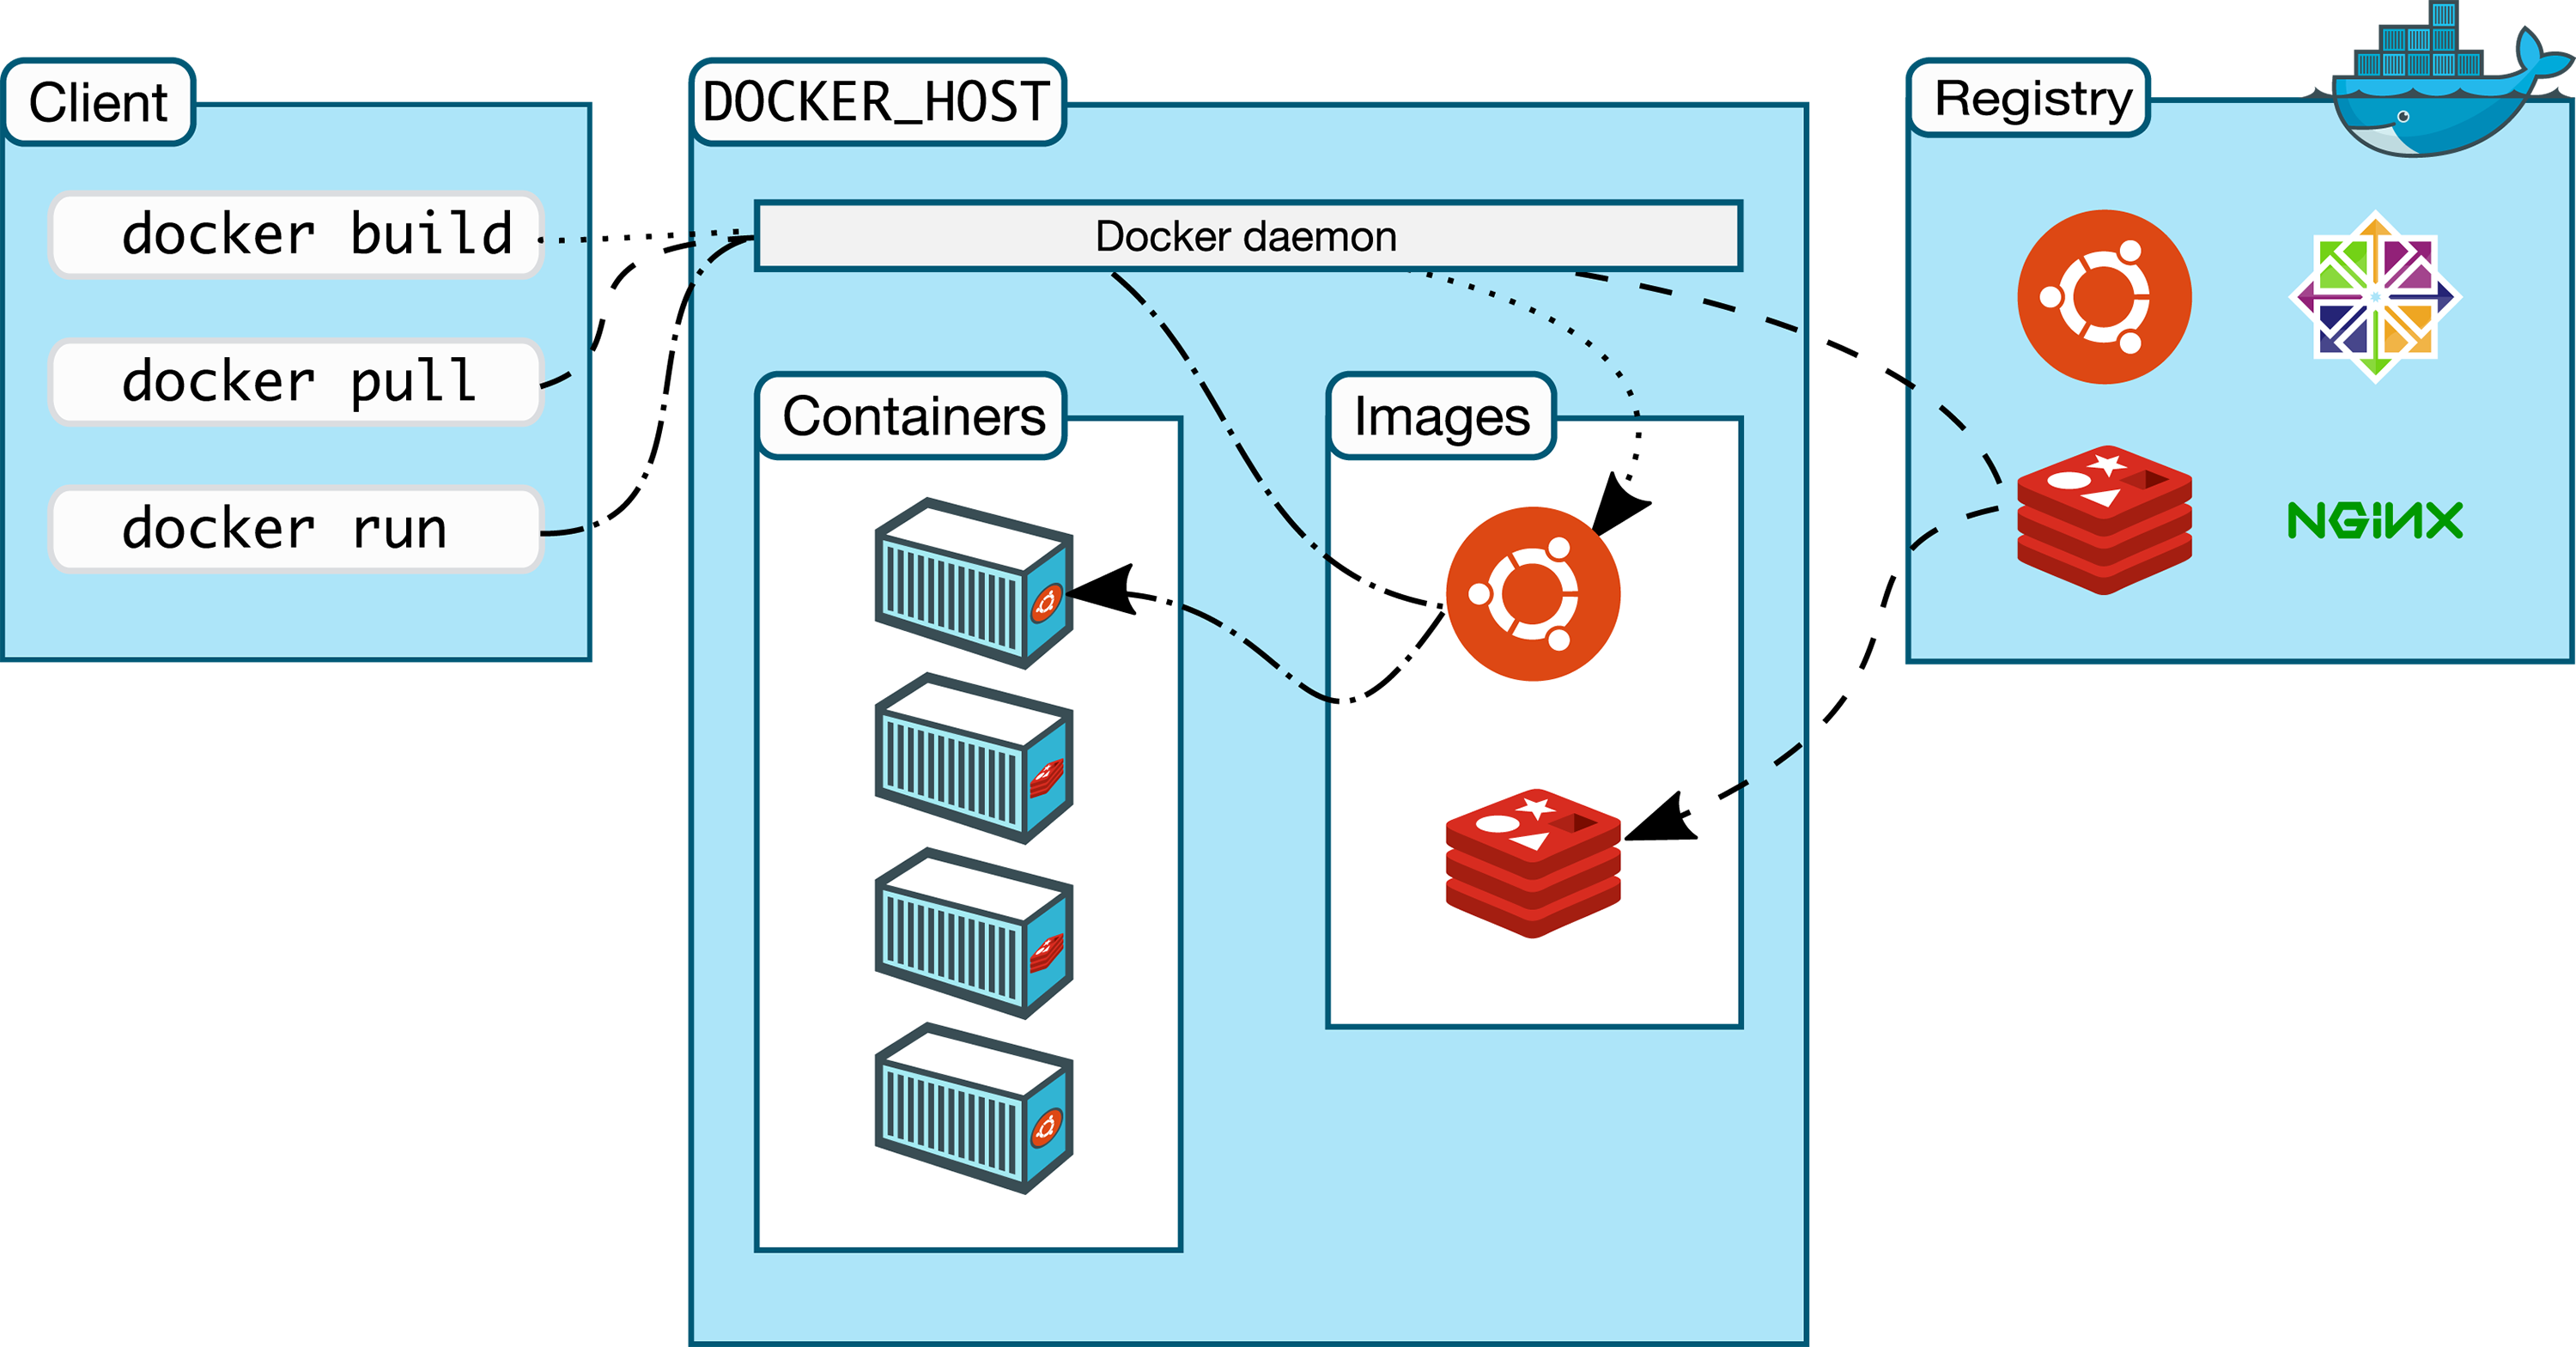 Client
docker build
docker pull
docker run
DOCKER_HOST
Docker daemon
Containers
Images
Registry
NGiNX